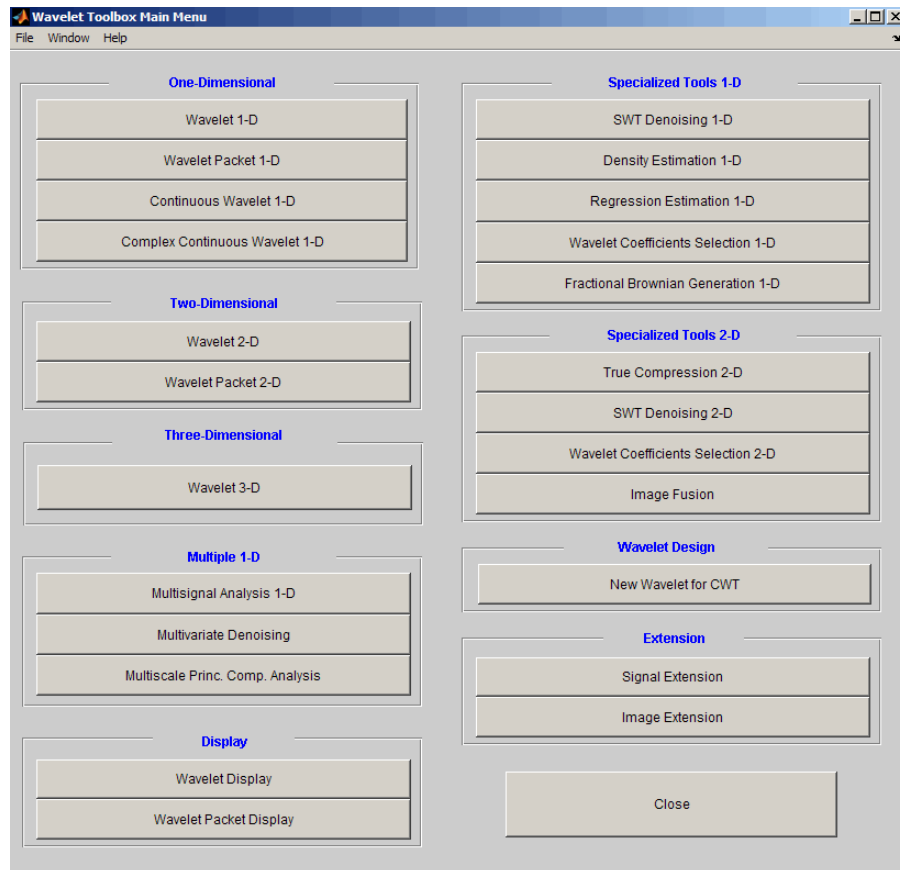 Wavelet Toolbox Main Menu
File Window Help
One-Dimensional
Wavelet 1-D
Wavelet Packet 1-D
Continuous Wavelet 1-D
Complex Continuous Wavelet 1-D
Two-Dimensional
Wavelet 2-D
Wavelet Packet 2-D
Three-Dimensional
Wavelet 3-D
Multiple 1-D
Multisignal Analysis 1-D
Multivariate Denoising
Multiscale Princ. Comp. Analysis
Display
Wavelet Display
Wavelet Packet Display
Specialized Tools 1-D
SWT Denoising 1-D
Density Estimation 1-D
Regression Estimation 1-D
Wavelet Coefficients Selection 1-D
Fractional Brownian Generation 1-D
Specialized Tools 2-D
True Compression 2-D
SWT Denoising 2-D
Wavelet Coefficients Selection 2-D
Image Fusion
Wavelet Design
New Wavelet for CWT
Extension
Signal Extension
Image Extension
Close